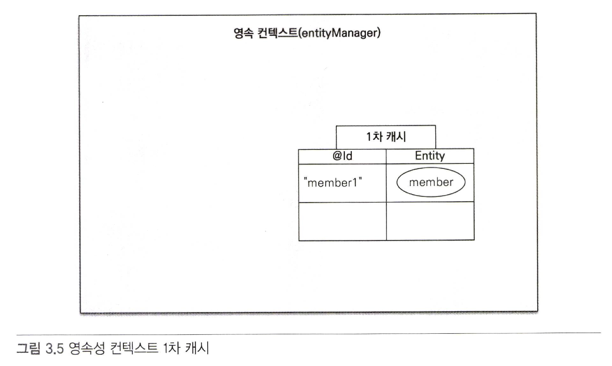 영속 컨텍스트(entityManager)
1차 캐시
@Id Entity
"member1" member
그림 3.5 영속성 컨텍스트 1차 캐시